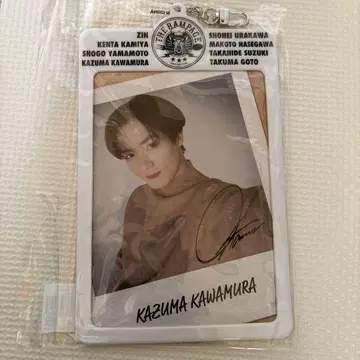 ZIN
KENTA KAMIYA
SHOGO YAMAMOTO
KAZUMA KAWAMURA
THE RAMPAGE
SHOHEI URAKAWA
MAKOTO HASEGAWA
TAKAHIDE SUZUKI
TAKUMA GOTO
KAZUMA KAWAMURA